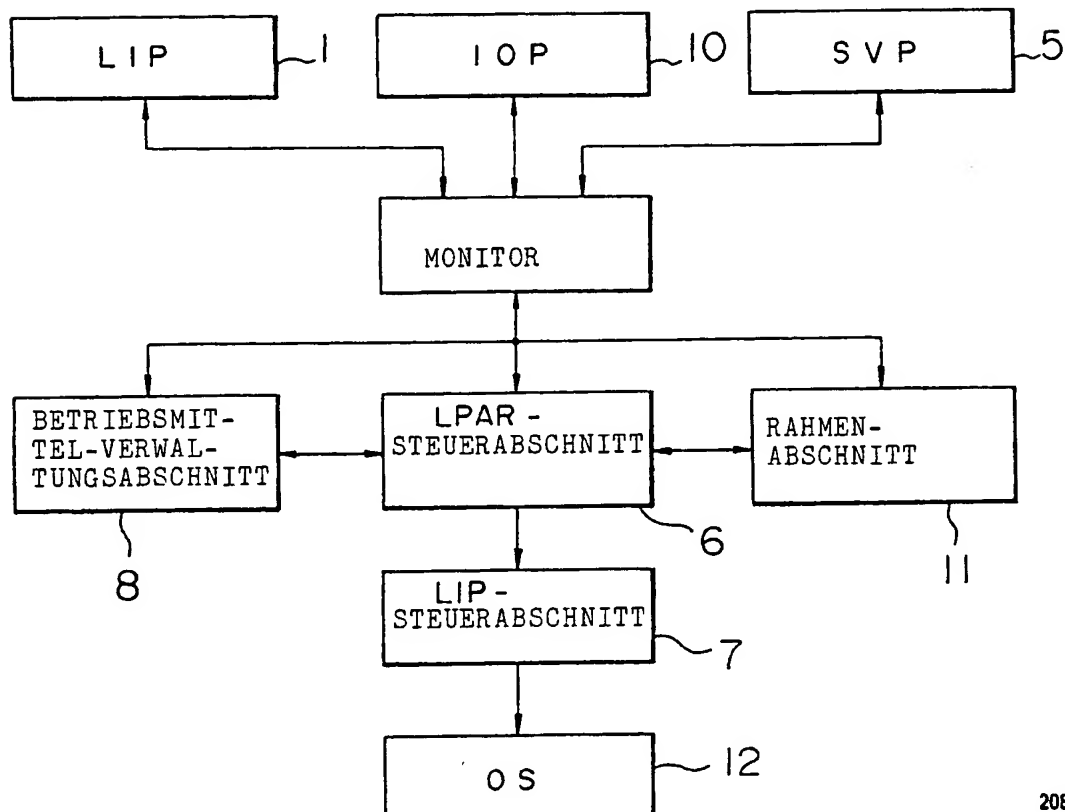 LIP
1
IOP
10
SVP
5
MONITOR
BETRIEBSMIT-
TEL-VERWAL-
TUNGSABSCHNITT
8
LPAR-
STEUERABSCHNITT
6
RAHMEN-
ABSCHNITT
11
LIP-
STEUERABSCHNITT
7
OS
12
208